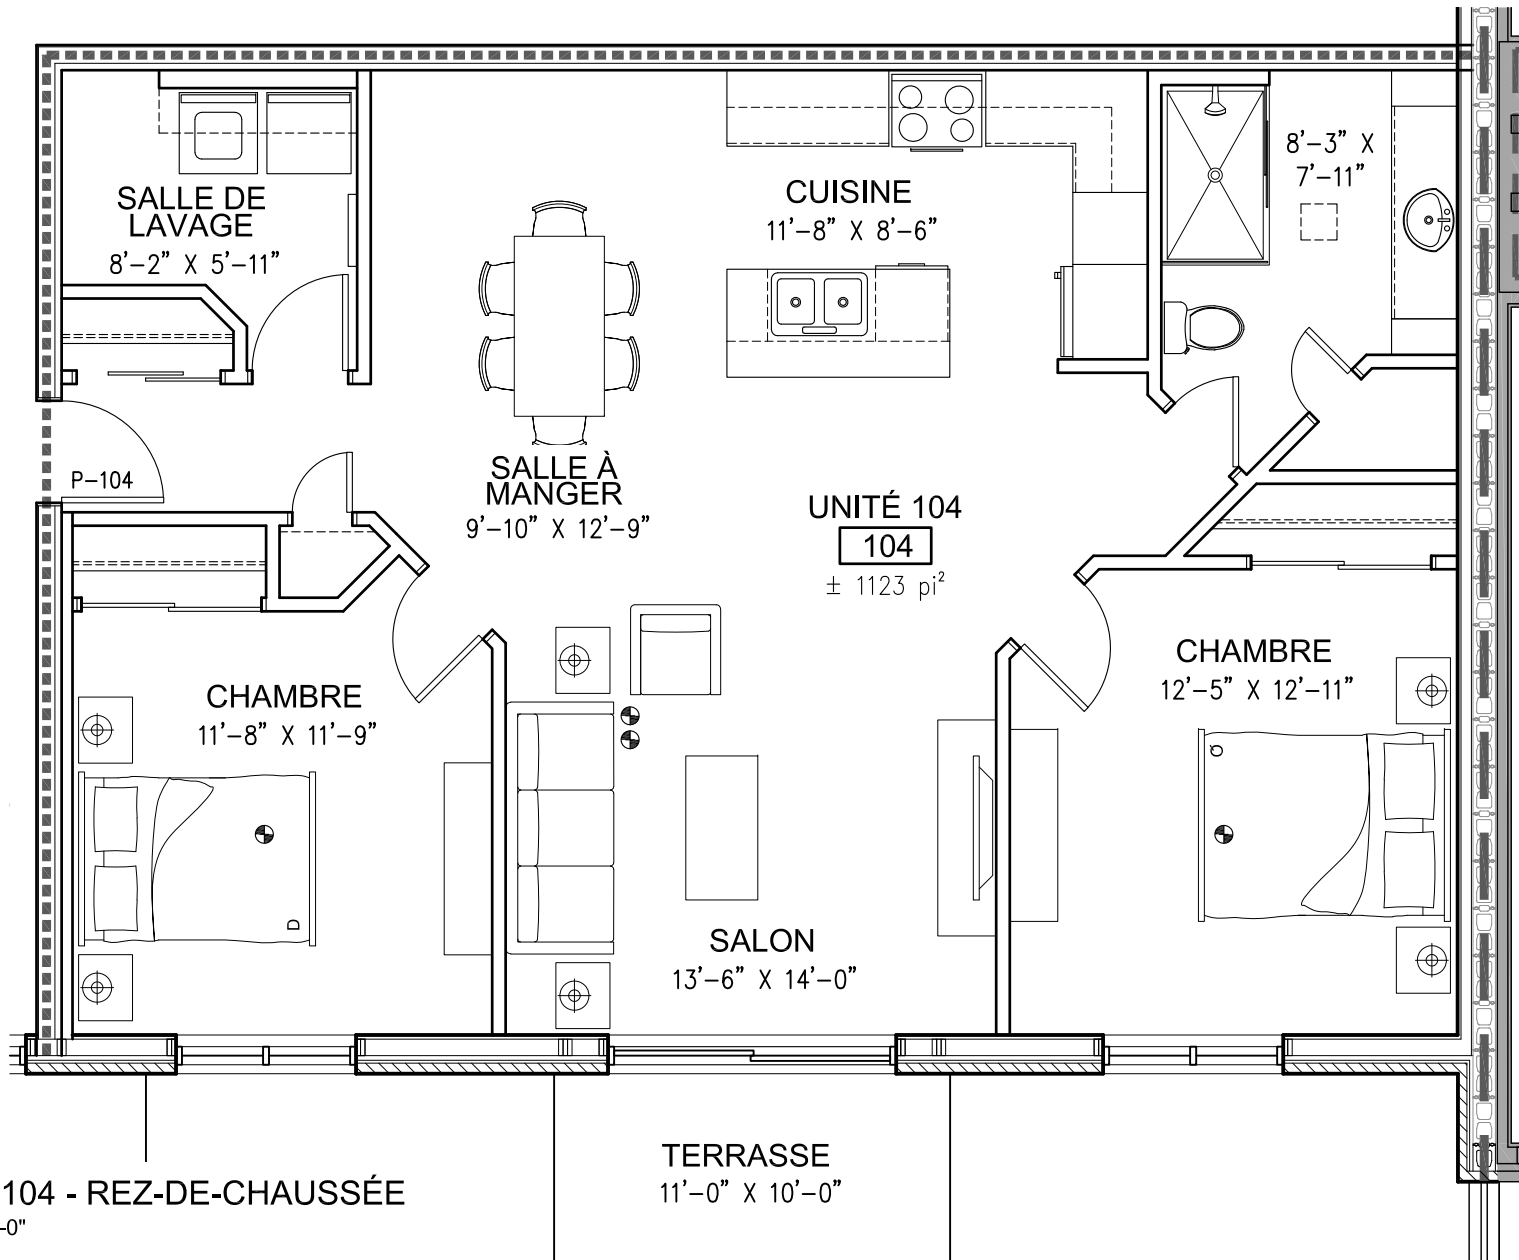 SALLE DE
LAVAGE
8'-2" X 5'-11"
CUISINE
11'-8" X 8'-6"
8'-3" X
7'-11"
P-104
SALLE À
MANGER
9'-10" X 12'-9"
UNITÉ 104
104
± 1123 pi²
CHAMBRE
11'-8" X 11'-9"
CHAMBRE
12'-5" X 12'-11"
D
SALON
13'-6" X 14'-0"
TERRASSE
11'-0" X 10'-0"
104 - REZ-DE-CHAUSSÉE
-0"